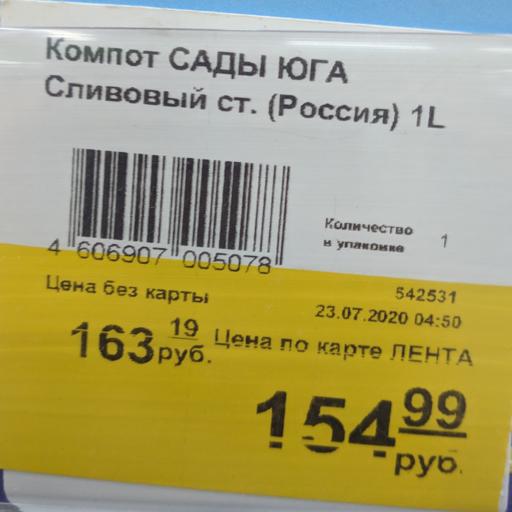 Компот САДЫ ЮГА
Сливовый ст. (Россия) 1L
4 606907 005078
Количество
в упаковке 1
Цена без карты
542531
23.07.2020 04:50
163 19 руб.
Цена по карте ЛЕНТА
154 99 руб.